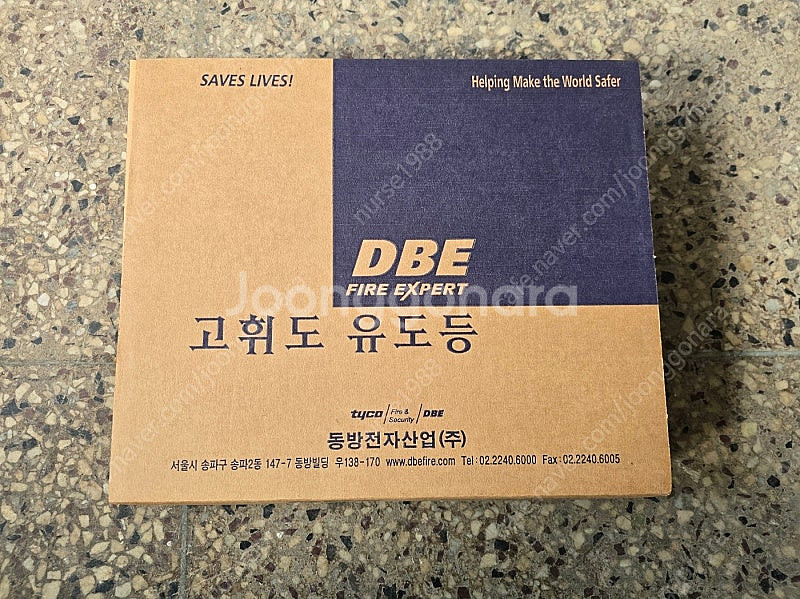 SAVES LIVES!
Helping Make the World Safer
DBE
FIRE EXPERT
Joonggonara
nurse1988
고휘도 유도등
tyco / Fire & Security / DBE
동방전자산업(주)
서울시 송파구 송파2동 147-7 동방빌딩 우138-170 www.dbefire.com Tel:02.2240.6000 Fax:02.2240.6005